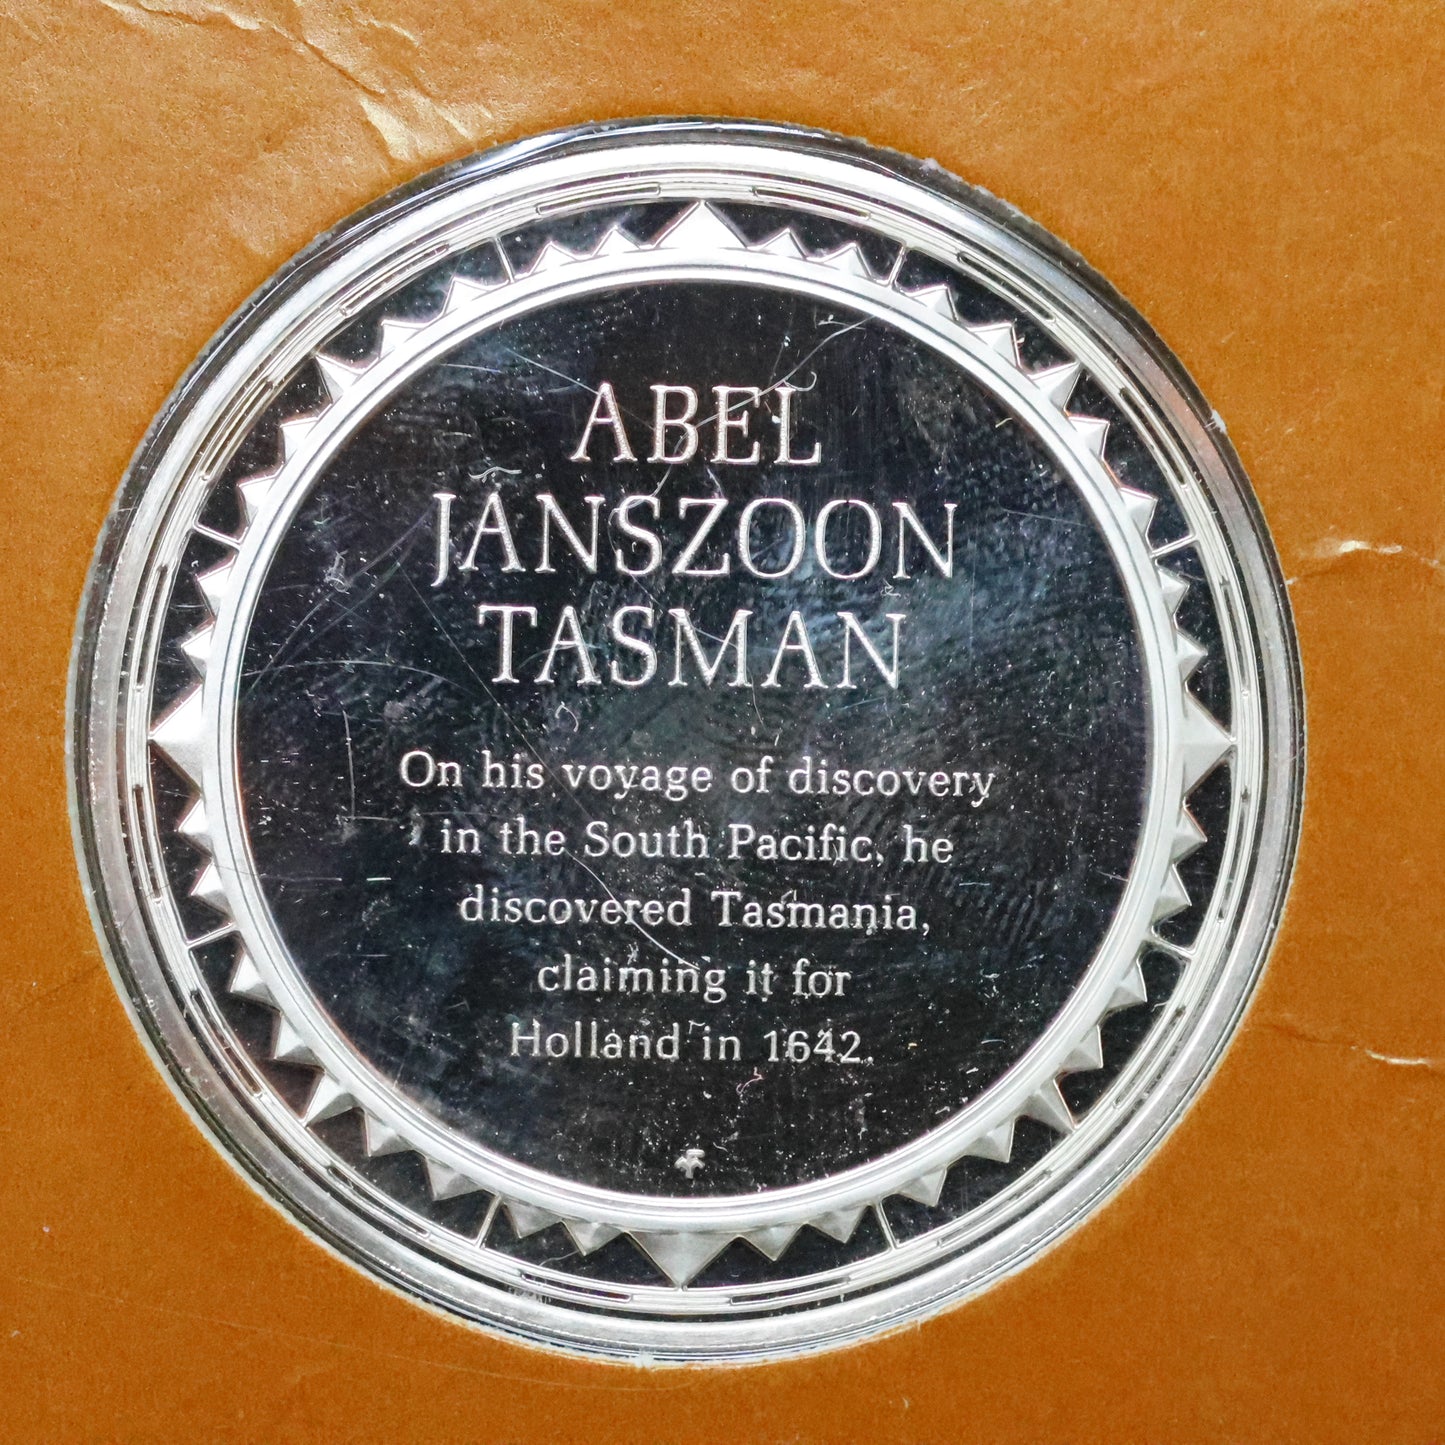 ABEL
JANSZOON
TASMAN
On his voyage of discovery
in the South Pacific, he
discovered Tasmania,
claiming it for
Holland in 1642.